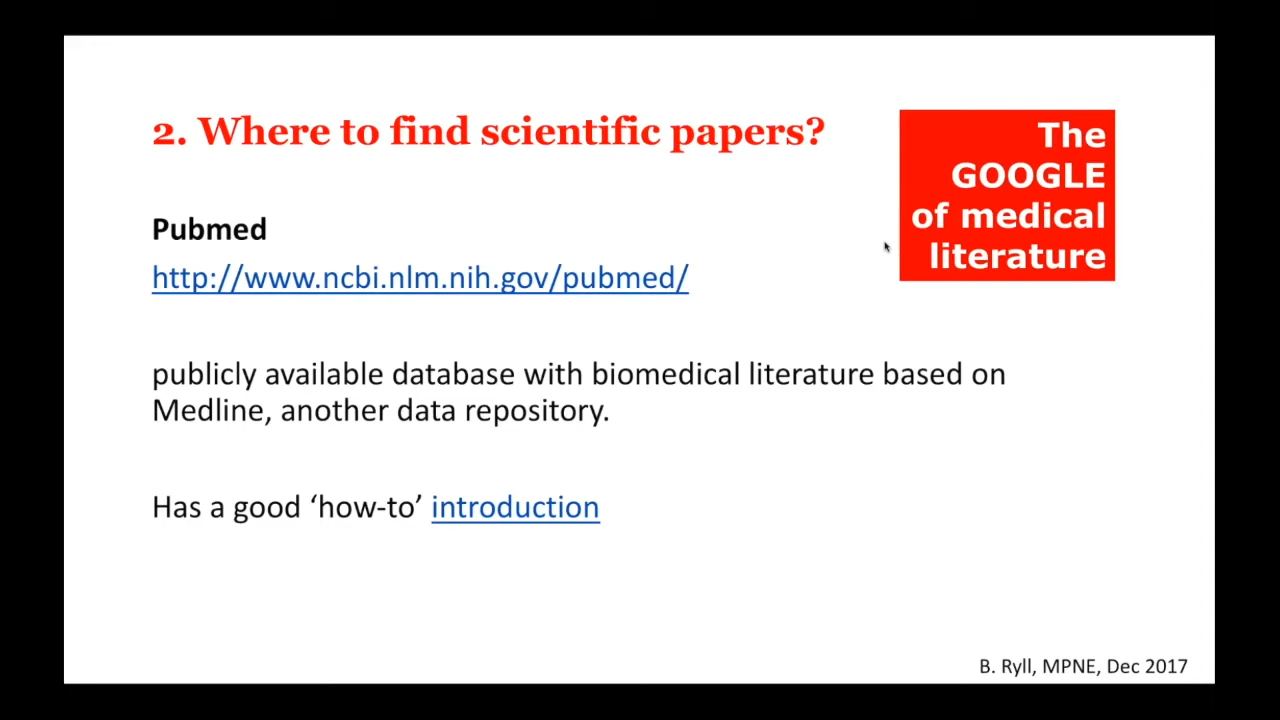 2. Where to find scientific papers?
The
GOOGLE
of medical
literature
Pubmed
http://www.ncbi.nlm.nih.gov/pubmed/
publicly available database with biomedical literature based on
Medline, another data repository.
Has a good ‘how-to’ introduction
B. Ryll, MPNE, Dec 2017